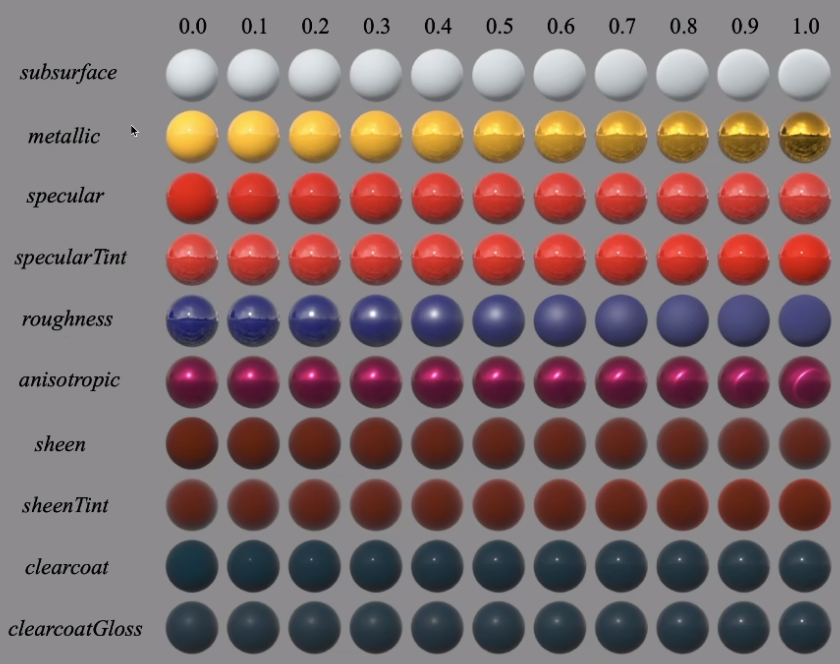 0.0 0.1 0.2 0.3 0.4 0.5 0.6 0.7 0.8 0.9 1.0
subsurface
metallic
specular
specularTint
roughness
anisotropic
sheen
sheenTint
clearcoat
clearcoatGloss